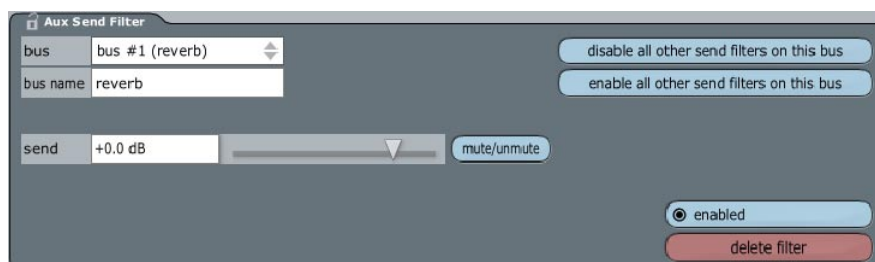 Aux Send Filter
bus bus #1 (reverb) disable all other send filters on this bus
bus name reverb enable all other send filters on this bus
send +0.0 dB mute/unmute
enabled
delete filter